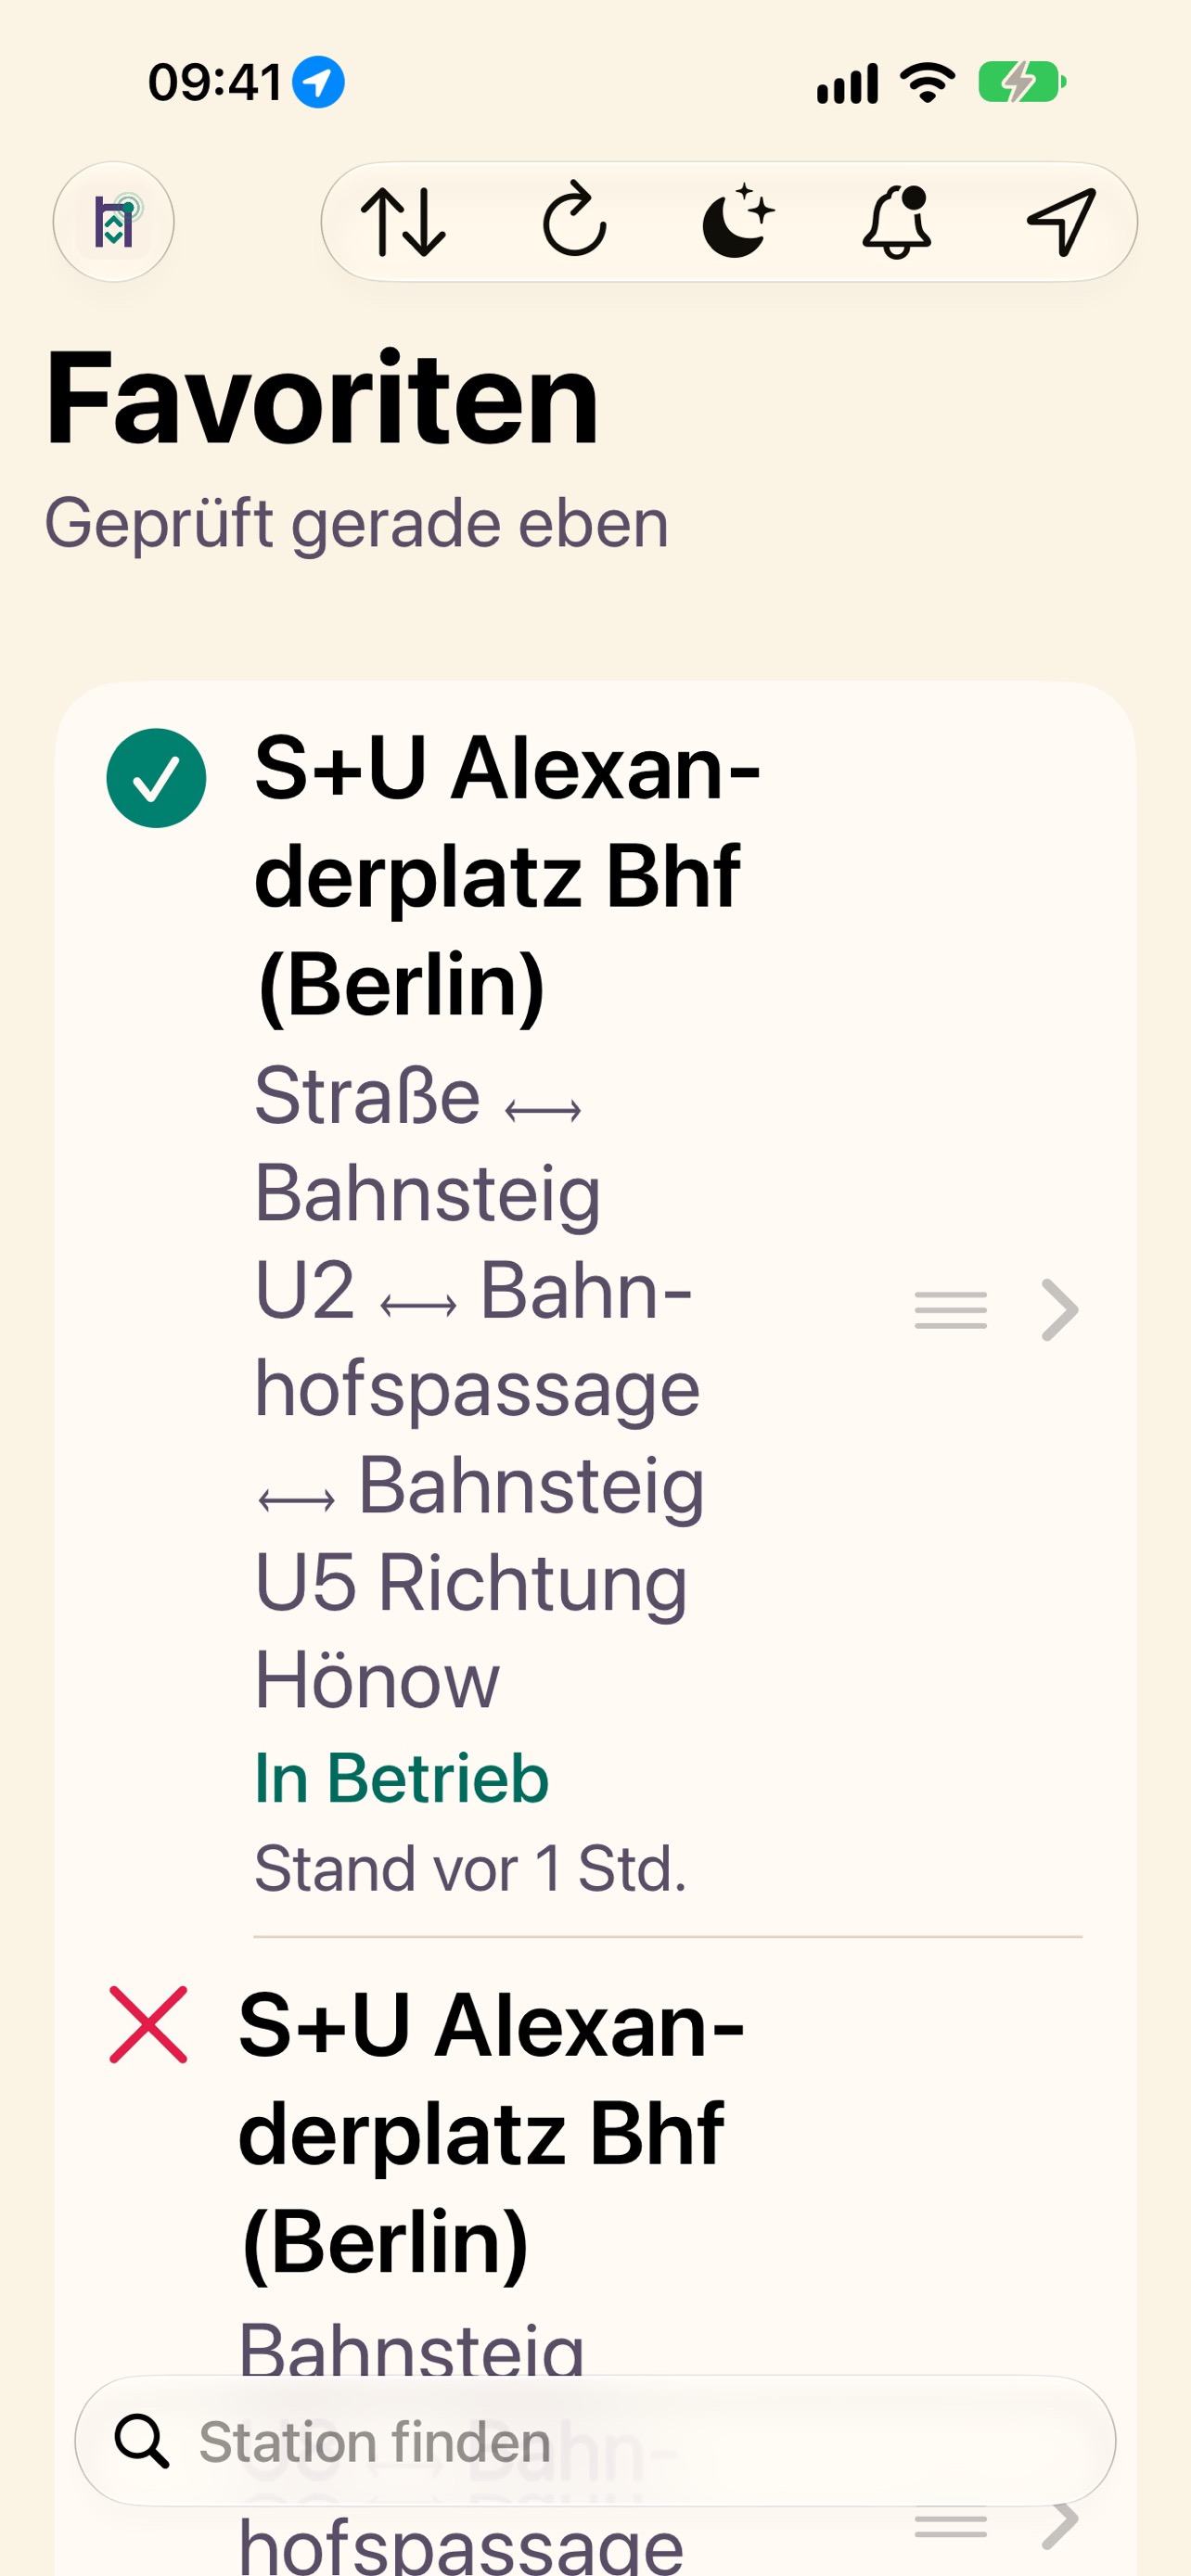 09:41
Favoriten
Geprüft gerade eben
S+U Alexan-
derplatz Bhf
(Berlin)
Straße ⟷
Bahnsteig
U2 ⟷ Bahn-
hofspassage
⟷ Bahnsteig
U5 Richtung
Hönow
In Betrieb
Stand vor 1 Std.
S+U Alexan-
derplatz Bhf
(Berlin)
Bahnsteig
Station finden
hofspassage